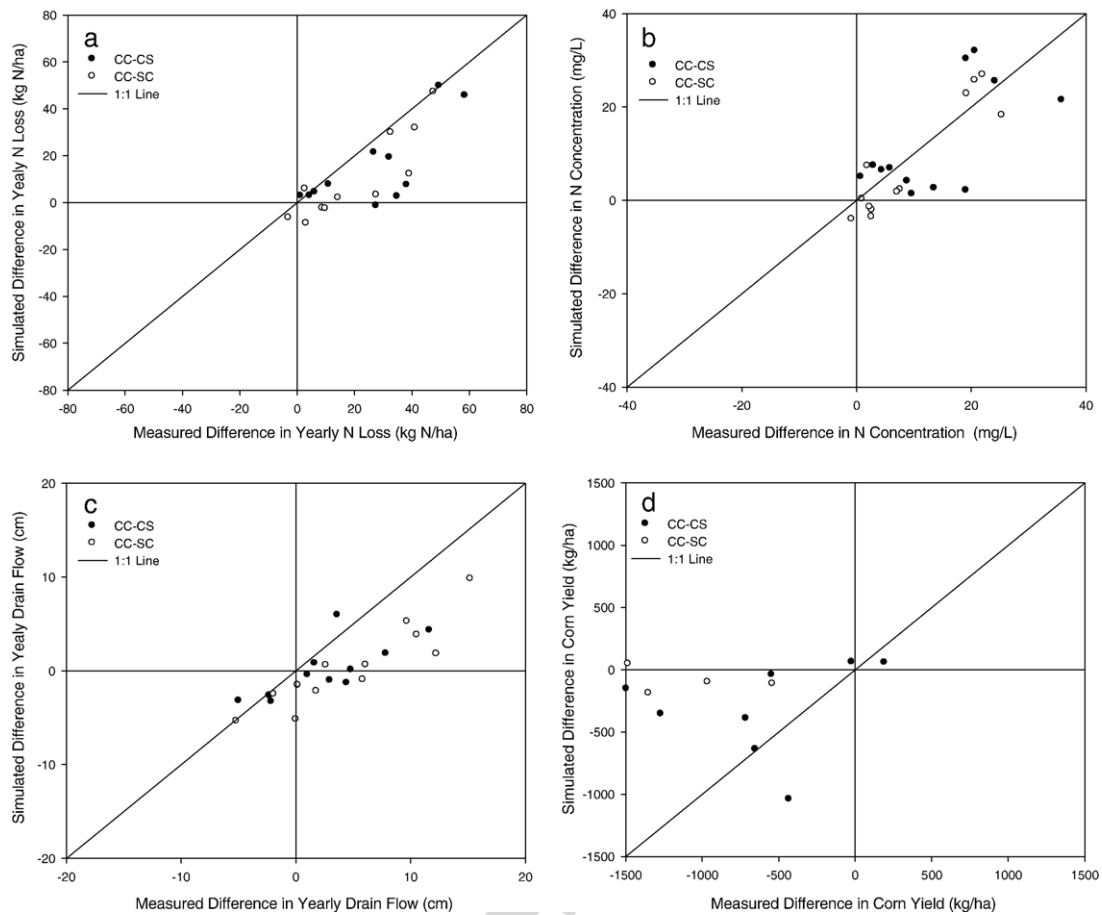 a
CC-CS
CC-SC
1:1 Line
80
60
40
20
0
-20
-40
-60
-80
-80
-60
-40
-20
0
20
40
60
80
Simulated Difference in Yealy N Loss (kg N/ha)
Measured Difference in Yearly N Loss (kg N/ha)
b
CC-CS
CC-SC
1:1 Line
40
20
0
-20
-40
-40
-20
0
20
40
Simulated Difference in N Concentration (mg/L)
Measured Difference in N Concentration (mg/L)
c
CC-CS
CC-SC
1:1 Line
20
10
0
-10
-20
-20
-10
0
10
20
Simulated Difference in Yealy Drain Flow (cm)
Measured Difference in Yearly Drain Flow (cm)
d
CC-CS
CC-SC
1:1 Line
1500
1000
500
0
-500
-1000
-1500
-1500
-1000
-500
0
500
1000
1500
Simulated Difference in Corn Yield (kg/ha)
Measured Difference in Corn Yield (kg/ha)